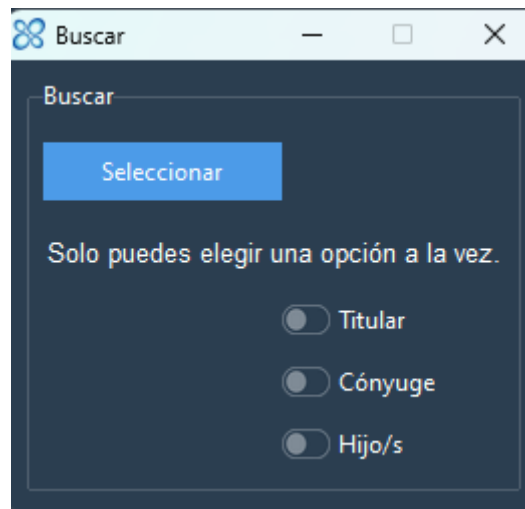 Buscar
Buscar
Seleccionar
Solo puedes elegir una opción a la vez.
Titular
Cónyuge
Hijo/s